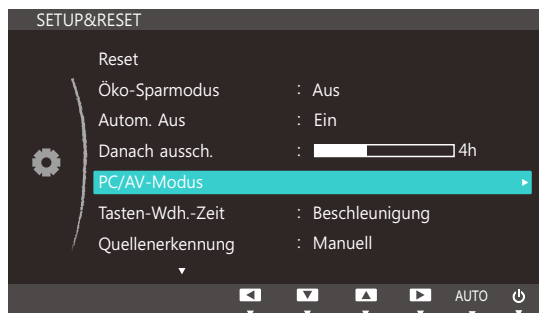 SETUP&RESET
Reset
Öko-Sparmodus : Aus
Autom. Aus : Ein
Danach aussch. : 4h
PC/AV-Modus
Tasten-Wdh.-Zeit : Beschleunigung
Quellenerkennung : Manuell
AUTO